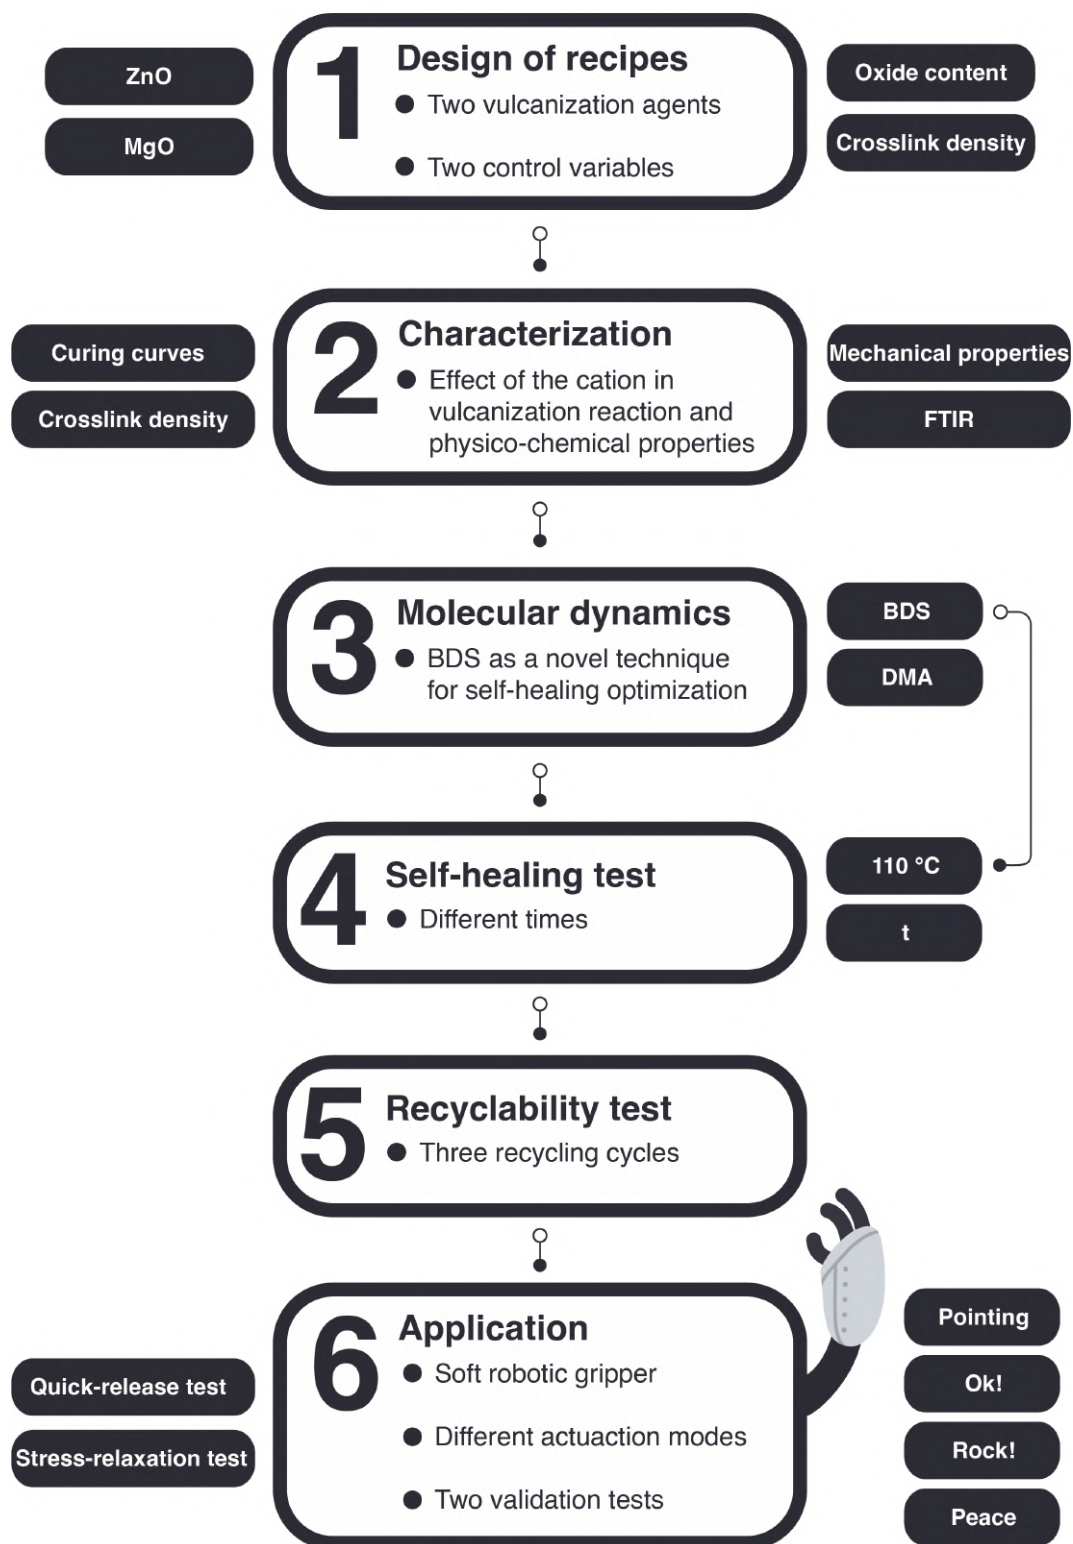 ZnO
MgO
1
Design of recipes
● Two vulcanization agents
● Two control variables
Oxide content
Crosslink density
Curing curves
Crosslink density
2
Characterization
● Effect of the cation in
vulcanization reaction and
physico-chemical properties
Mechanical properties
FTIR
3
Molecular dynamics
● BDS as a novel technique
for self-healing optimization
BDS
DMA
4
Self-healing test
● Different times
110 °C
t
5
Recyclability test
● Three recycling cycles
Quick-release test
Stress-relaxation test
6
Application
● Soft robotic gripper
● Different actuaction modes
● Two validation tests
Pointing
Ok!
Rock!
Peace